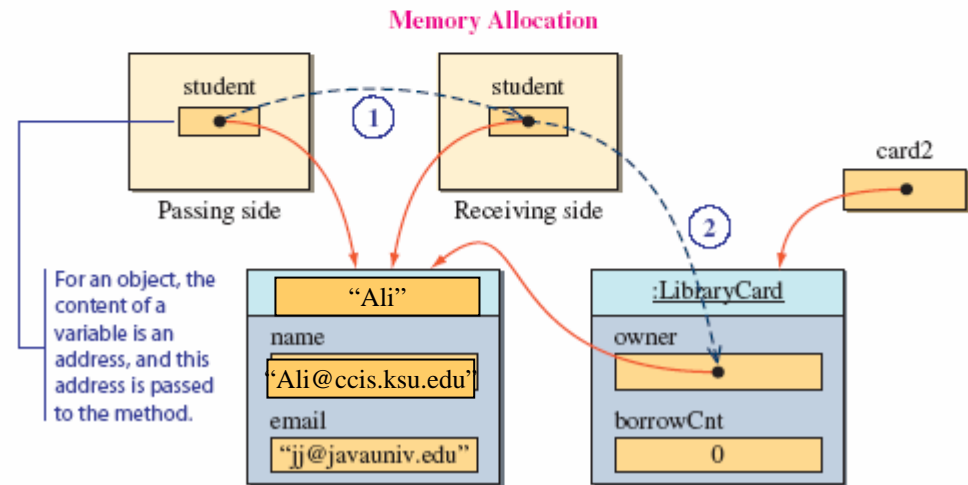 Memory Allocation
student
student
1
card2
Passing side
Receiving side
2
For an object, the
content of a
variable is an
address, and this
address is passed
to the method.
“Ali”
name
“Ali@ccis.ksu.edu”
email
“jj@javauniv.edu”
:LibraryCard
owner
borrowCnt
0